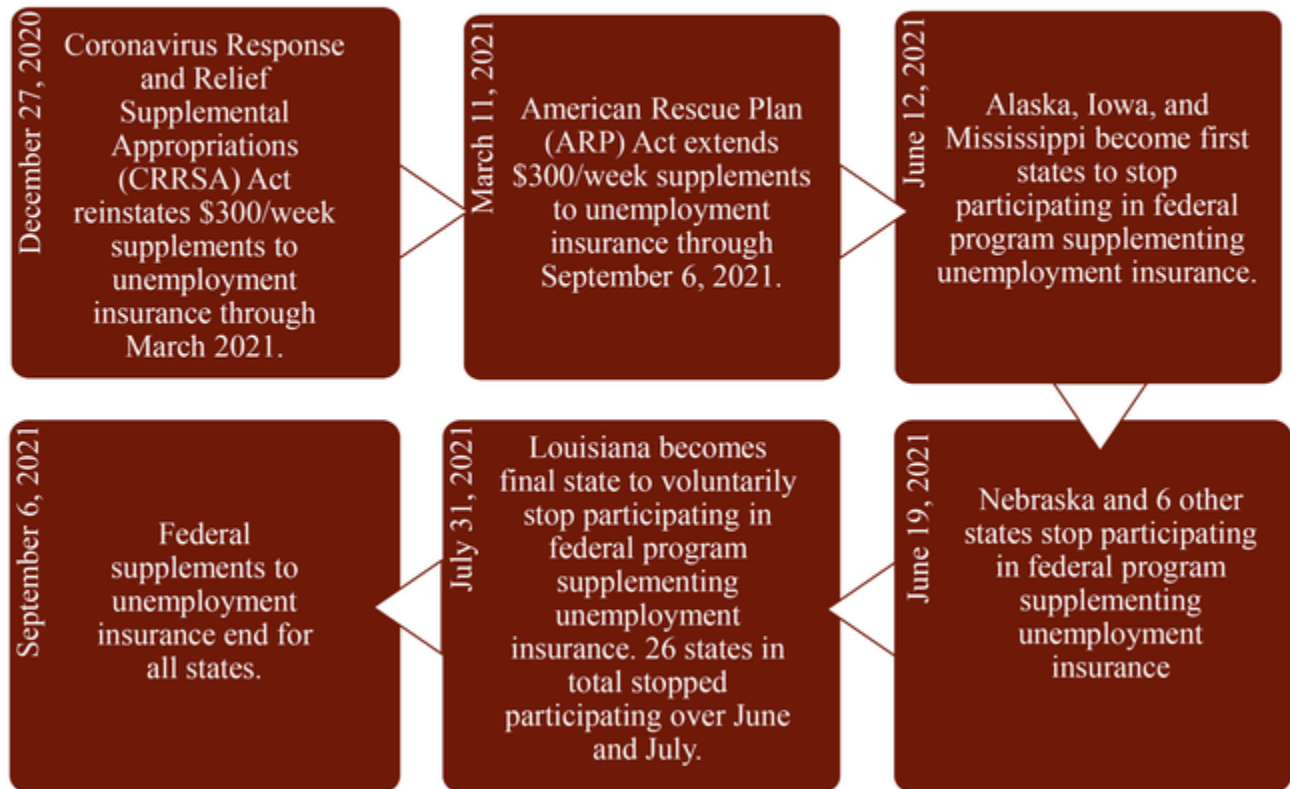 December 27, 2020
Coronavirus Response
and Relief
Supplemental
Appropriations
(CRRSA) Act
reinstates $300/week
supplements to
unemployment
insurance through
March 2021.
March 11, 2021
American Rescue Plan
(ARP) Act extends
$300/week supplements
to unemployment
insurance through
September 6, 2021.
June 12, 2021
Alaska, Iowa, and
Mississippi become first
states to stop
participating in federal
program supplementing
unemployment insurance.
June 19, 2021
Nebraska and 6 other
states stop participating
in federal program
supplementing
unemployment
insurance
July 31, 2021
Louisiana becomes
final state to voluntarily
stop participating in
federal program
supplementing
unemployment
insurance. 26 states in
total stopped
participating over June
and July.
September 6, 2021
Federal
supplements to
unemployment
insurance end for
all states.